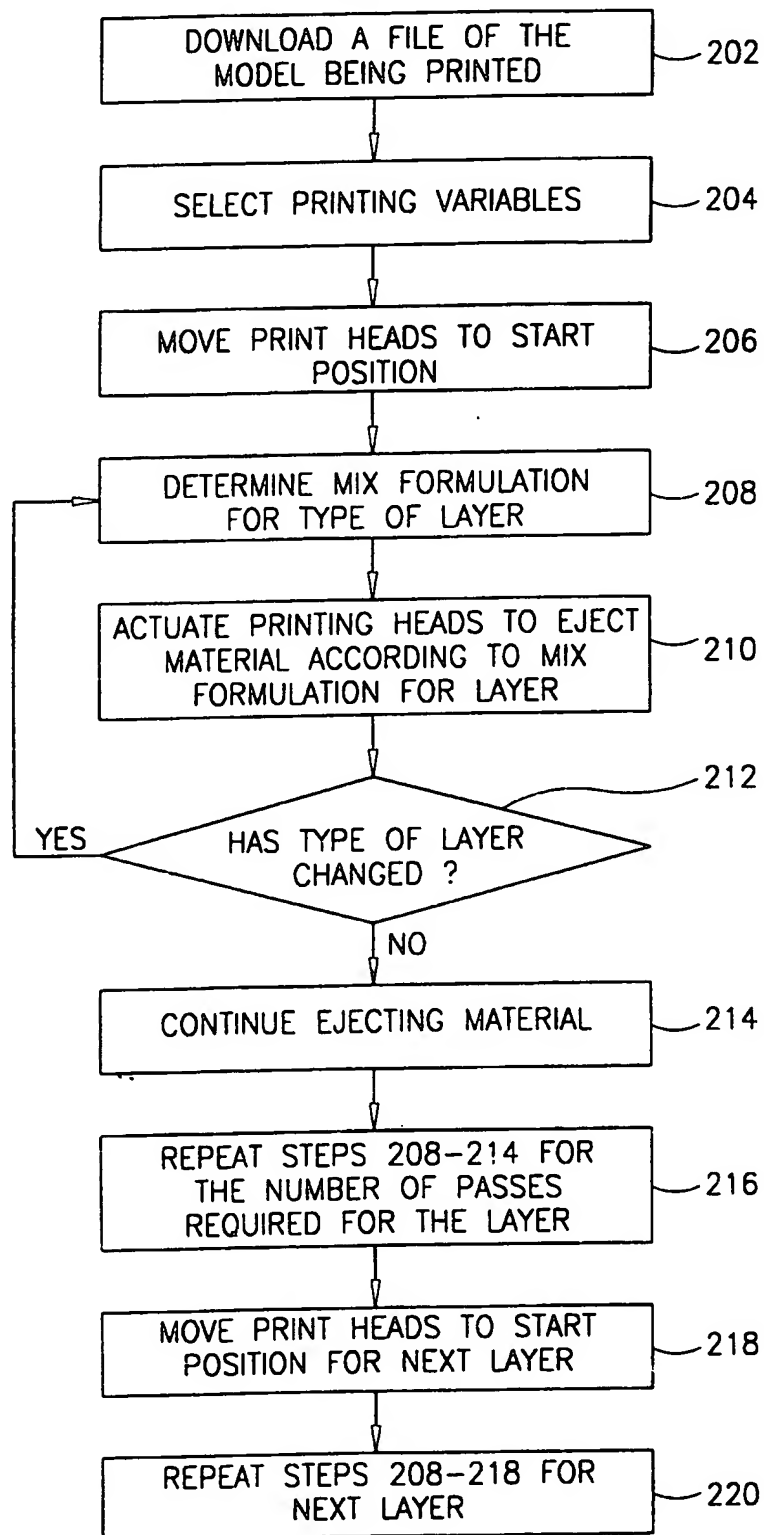 DOWNLOAD A FILE OF THE
MODEL BEING PRINTED
202
SELECT PRINTING VARIABLES
204
MOVE PRINT HEADS TO START
POSITION
206
DETERMINE MIX FORMULATION
FOR TYPE OF LAYER
208
ACTUATE PRINTING HEADS TO EJECT
MATERIAL ACCORDING TO MIX
FORMULATION FOR LAYER
210
212
YES
HAS TYPE OF LAYER
CHANGED ?
NO
CONTINUE EJECTING MATERIAL
214
REPEAT STEPS 208-214 FOR
THE NUMBER OF PASSES
REQUIRED FOR THE LAYER
216
MOVE PRINT HEADS TO START
POSITION FOR NEXT LAYER
218
REPEAT STEPS 208-218 FOR
NEXT LAYER
220